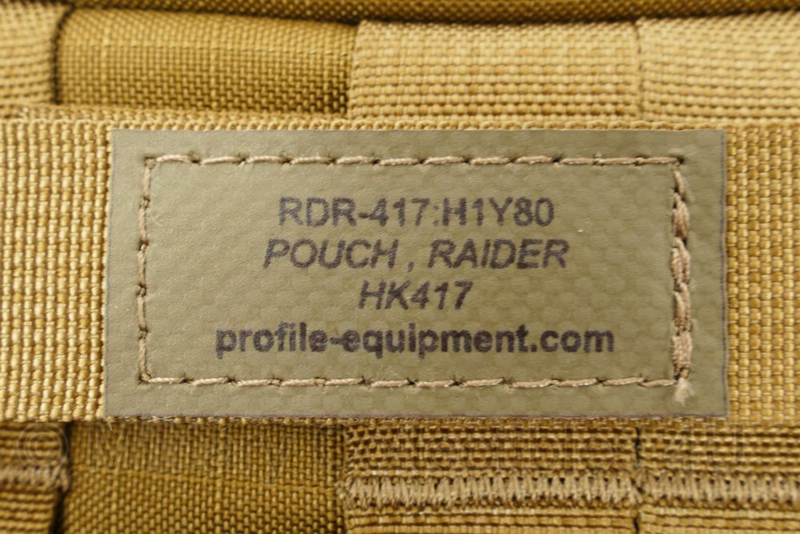 RDR-417:H1Y80
POUCH , RAIDER
HK417
profile-equipment.com